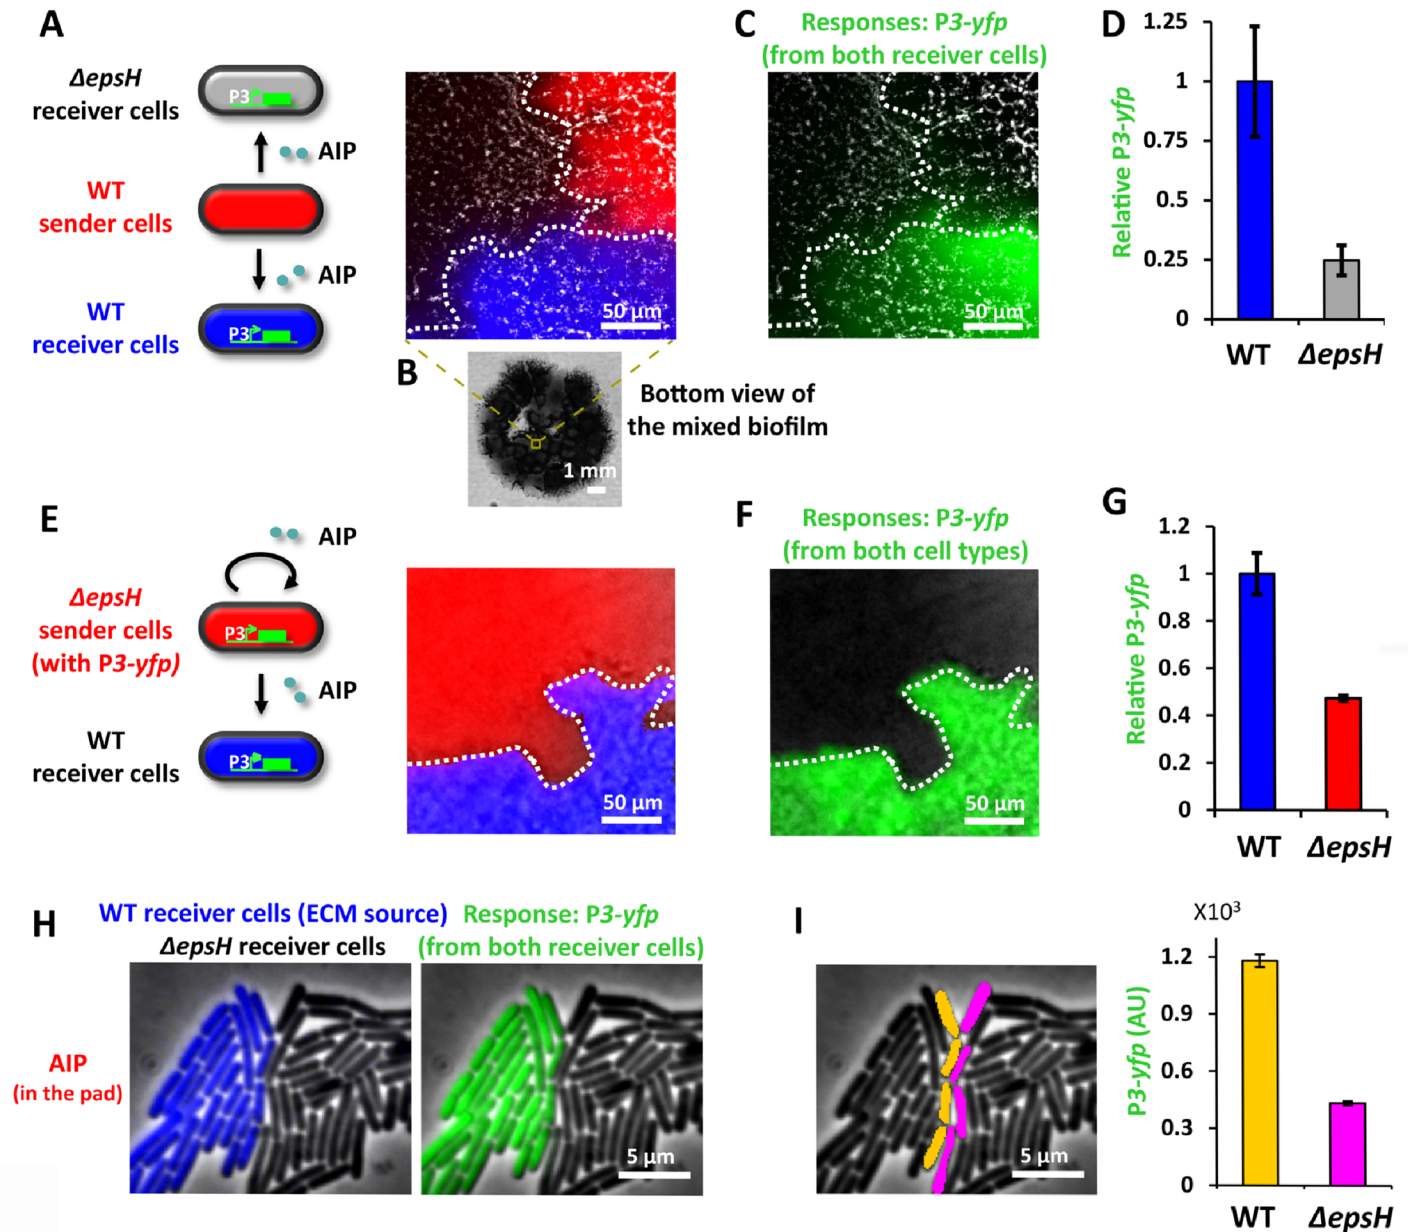 A
ΔepsH
receiver cells
P3
AIP
WT
sender cells
AIP
WT
receiver cells
P3
50 µm
B
1 mm
Bottom view of
the mixed biofilm
C
Responses: P3-yfp
(from both receiver cells)
50 µm
D
Relative P3-yfp
1.25
1
0.75
0.5
0.25
0
WT
ΔepsH
E
AIP
ΔepsH
sender cells
(with P3-yfp)
P3
AIP
WT
receiver cells
P3
50 µm
F
Responses: P3-yfp
(from both cell types)
50 µm
G
Relative P3-yfp
1.2
1
0.8
0.6
0.4
0.2
0
WT
ΔepsH
H
WT receiver cells (ECM source)
ΔepsH receiver cells
Response: P3-yfp
(from both receiver cells)
AIP
(in the pad)
5 µm
I
5 µm
X10³
P3-yfp (AU)
1.2
0.9
0.6
0.3
0
WT
ΔepsH